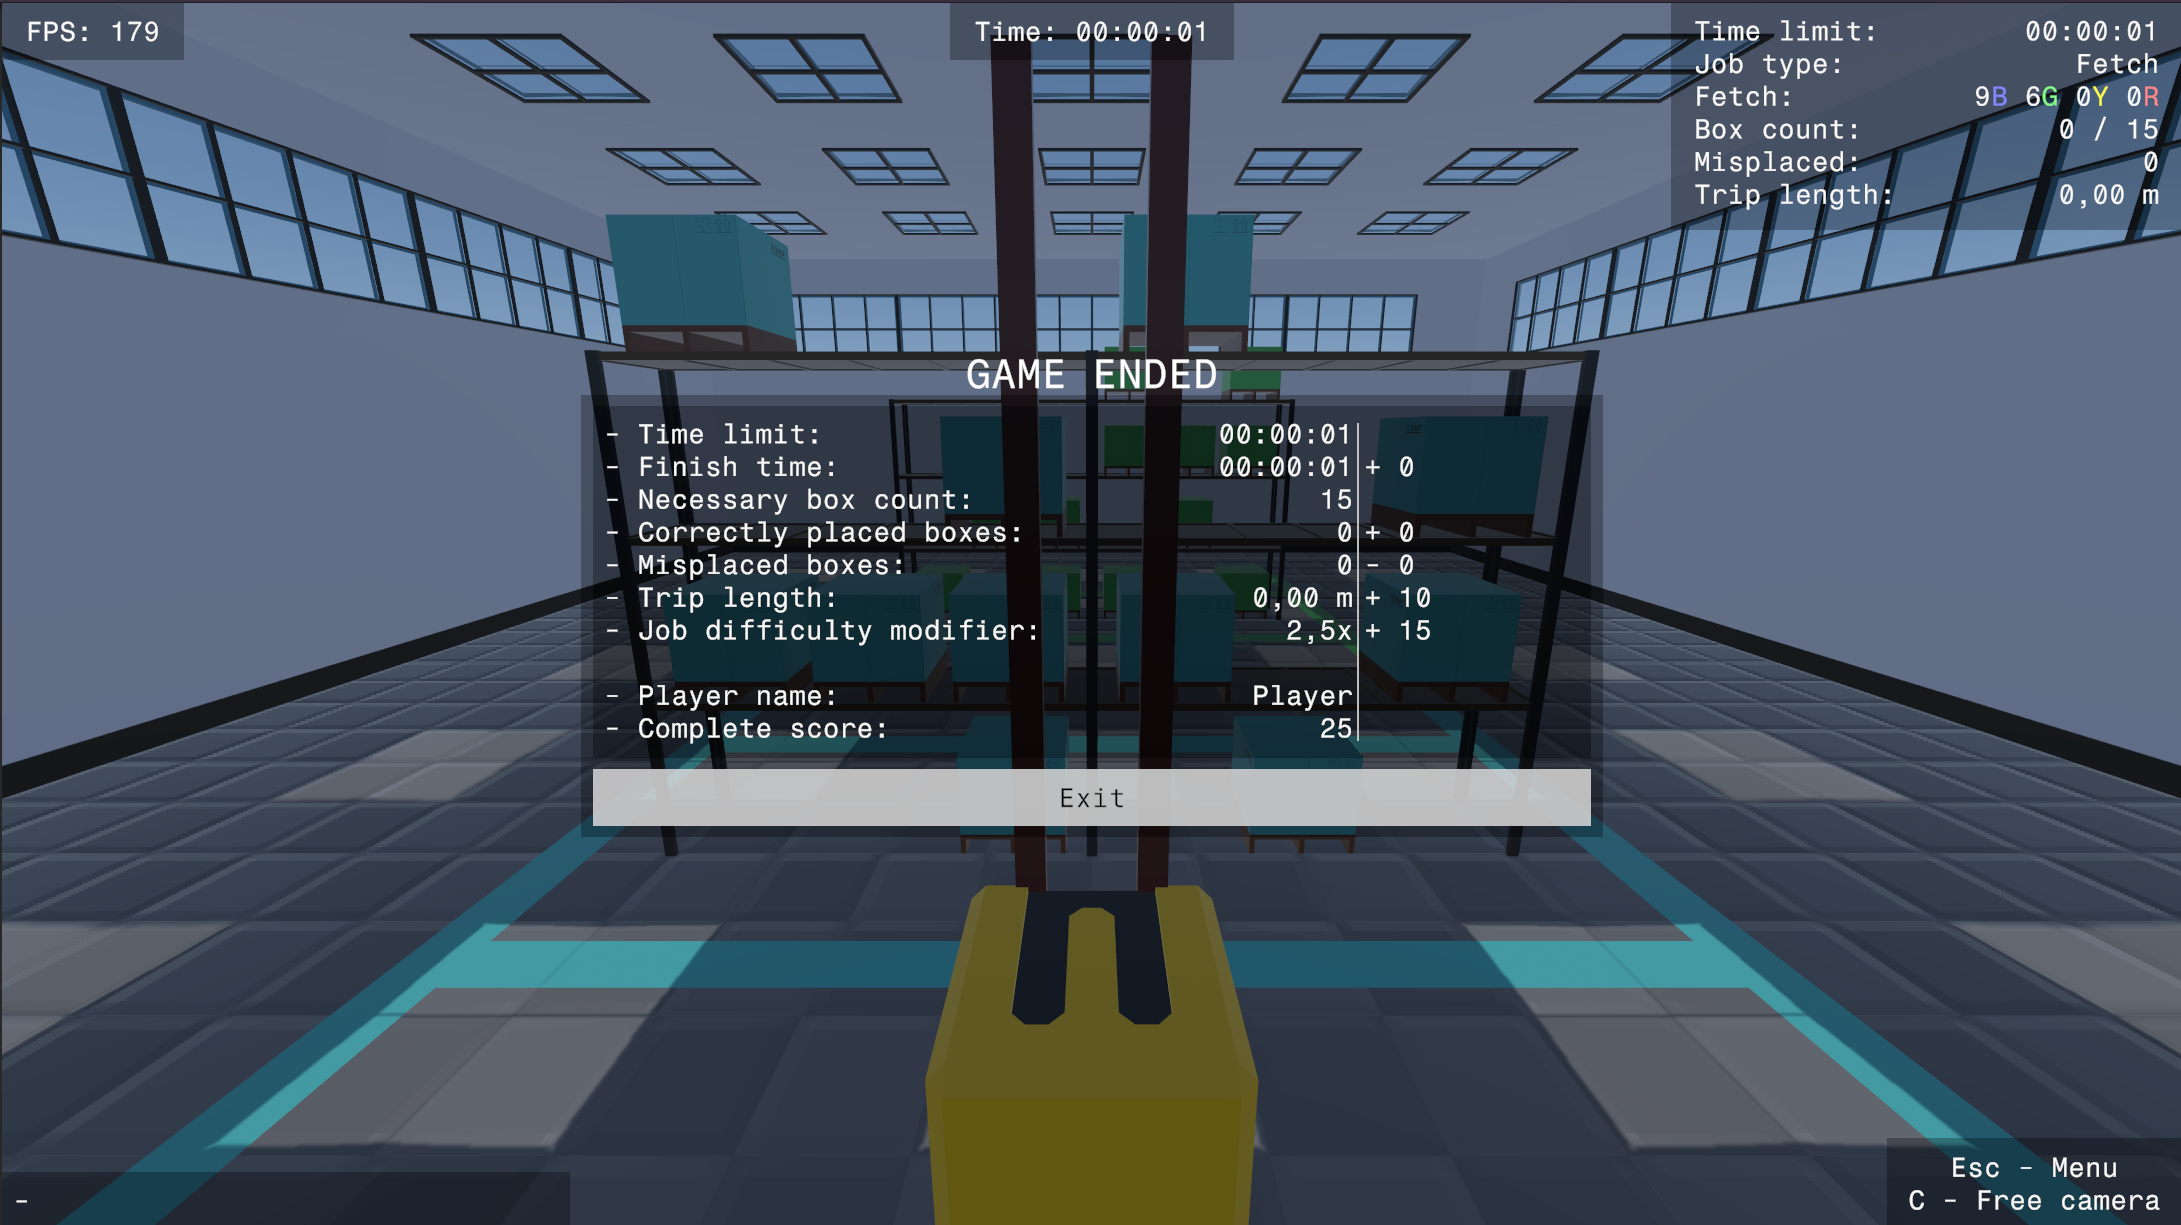 FPS: 179
Time: 00:00:01
Time limit: 00:00:01
Job type: Fetch
Fetch: 9B 6G 0Y 0R
Box count: 0 / 15
Misplaced: 0
Trip length: 0,00 m
GAME ENDED
- Time limit: 00:00:01
- Finish time: 00:00:01 + 0
- Necessary box count: 15
- Correctly placed boxes: 0 + 0
- Misplaced boxes: 0 - 0
- Trip length: 0,00 m + 10
- Job difficulty modifier: 2,5x + 15
- Player name: Player
- Complete score: 25
Exit
-
Esc - Menu
C - Free camera